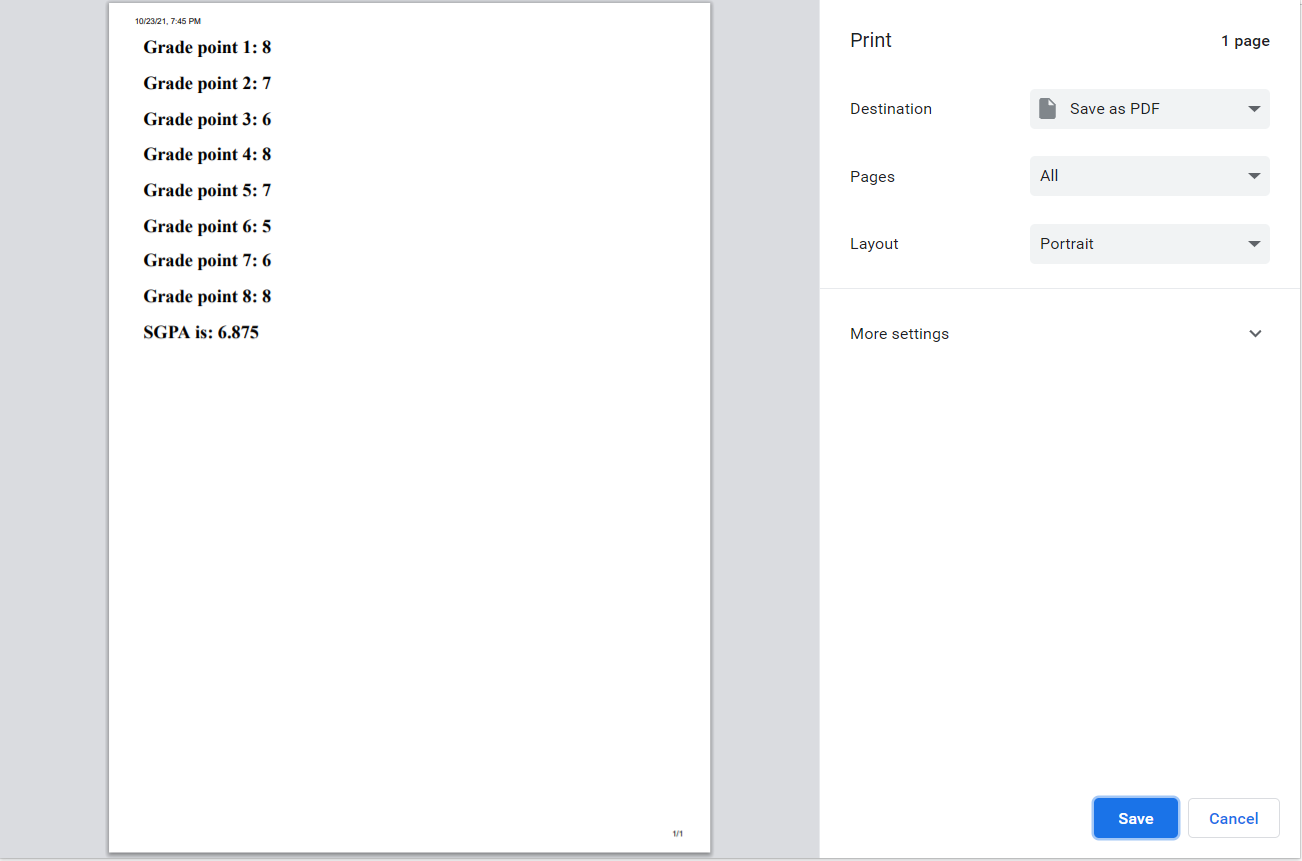 10/23/21, 7:45 PM
Grade point 1: 8
Grade point 2: 7
Grade point 3: 6
Grade point 4: 8
Grade point 5: 7
Grade point 6: 5
Grade point 7: 6
Grade point 8: 8
SGPA is: 6.875
1/1
Print
1 page
Destination
Save as PDF
Pages
All
Layout
Portrait
More settings
Save
Cancel